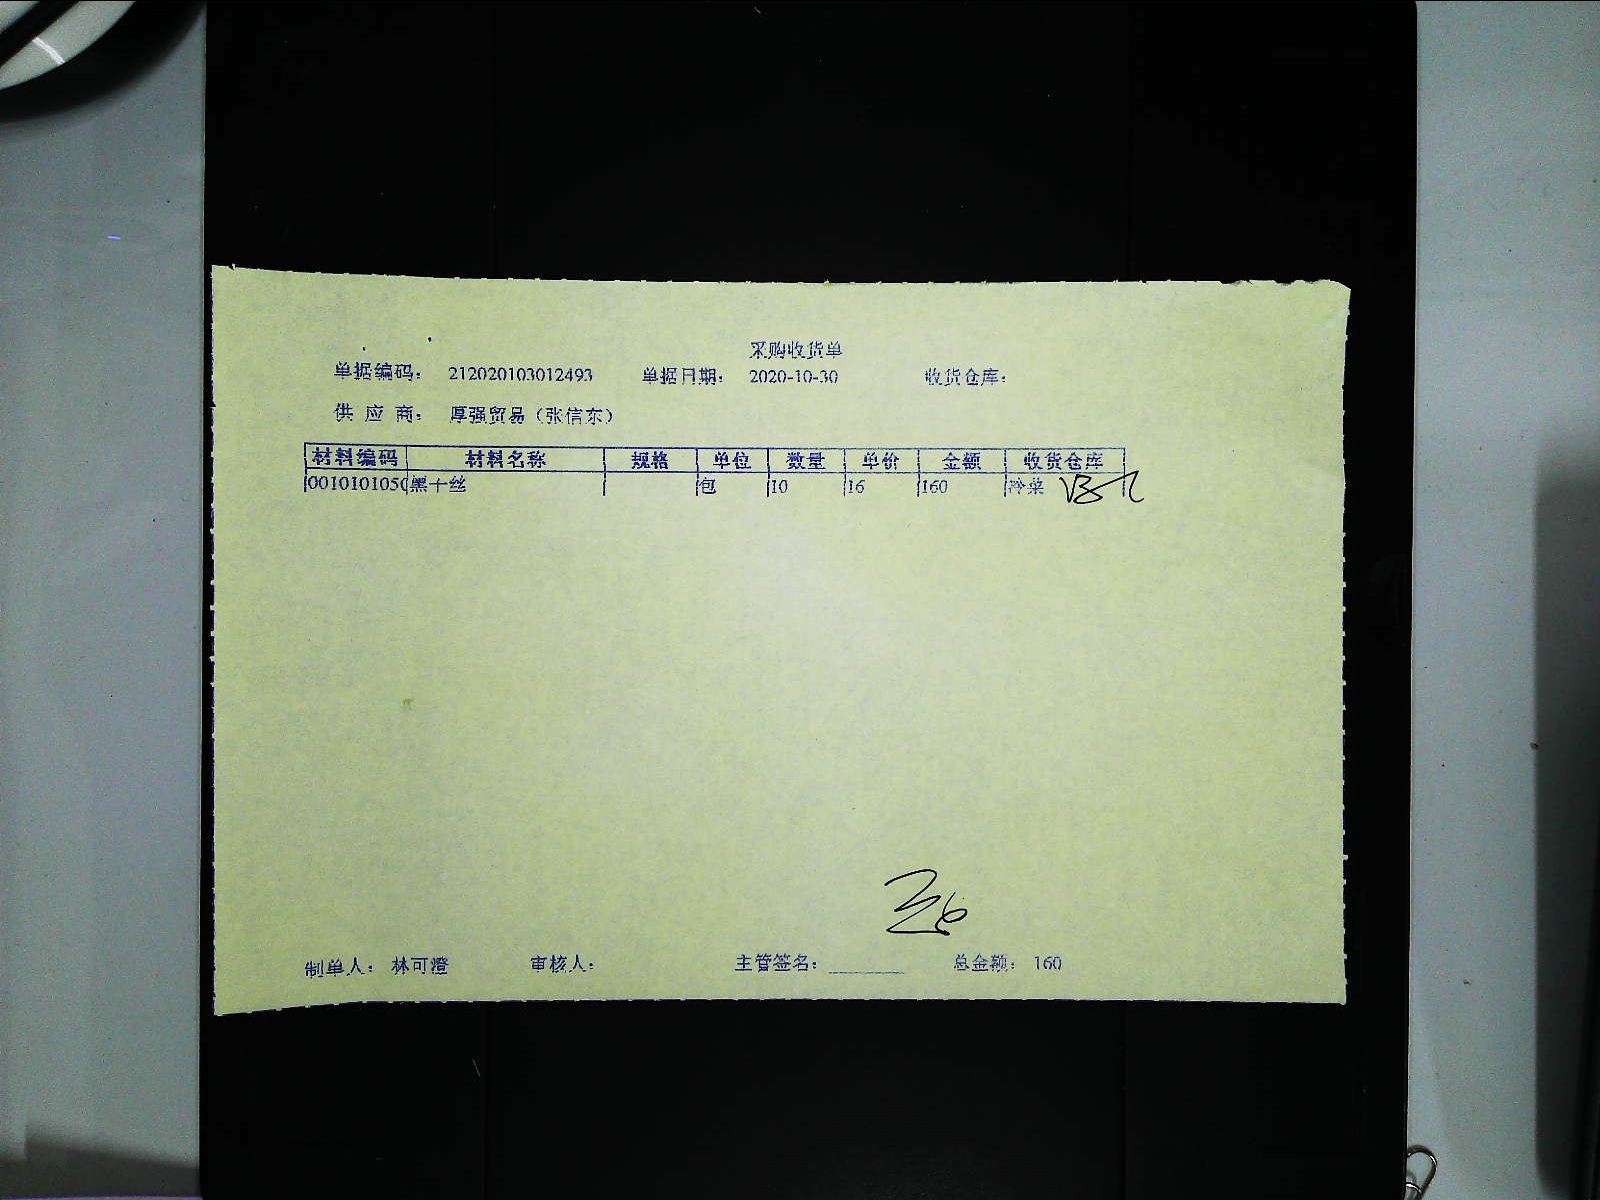 采购收货单
单据编码： 212020103012493 单据日期： 2020-10-30 收货仓库：
供应商： 厚强贸易（张信东）
材料编码 材料名称 规格 单位 数量 单价 金额 收货仓库
0010101050 黑千丝 包 10 16 160 冷菜
制单人： 林可澄 审核人： 主管签名： 总金额： 160